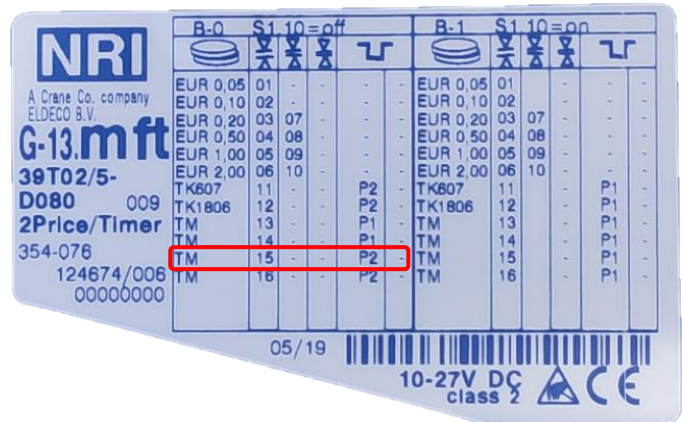 NRI
A Crane Co. company
ELDECO B.V.
G-13.mft
39T02/5-
D080 009
2Price/Timer
354-076
124674/006
00000000
B-0 S1.10=off
EUR 0,05 01 - - - -
EUR 0,10 02 - - - -
EUR 0,20 03 07 - - -
EUR 0,50 04 08 - - -
EUR 1,00 05 09 - - -
EUR 2,00 06 10 - - -
TK607 11 - - P2 -
TK1806 12 - - P2 -
TM 13 - - P1 -
TM 14 - - P1 -
TM 15 - - P2 -
TM 16 - - P2 -
B-1 S1.10=on
EUR 0,05 01 - - - -
EUR 0,10 02 - - - -
EUR 0,20 03 07 - - -
EUR 0,50 04 08 - - -
EUR 1,00 05 09 - - -
EUR 2,00 06 10 - - -
TK607 11 - - P1 -
TK1806 12 - - P1 -
TM 13 - - P1 -
TM 14 - - P1 -
TM 15 - - P1 -
TM 16 - - P1 -
05/19
10-27V DC
class 2
CE